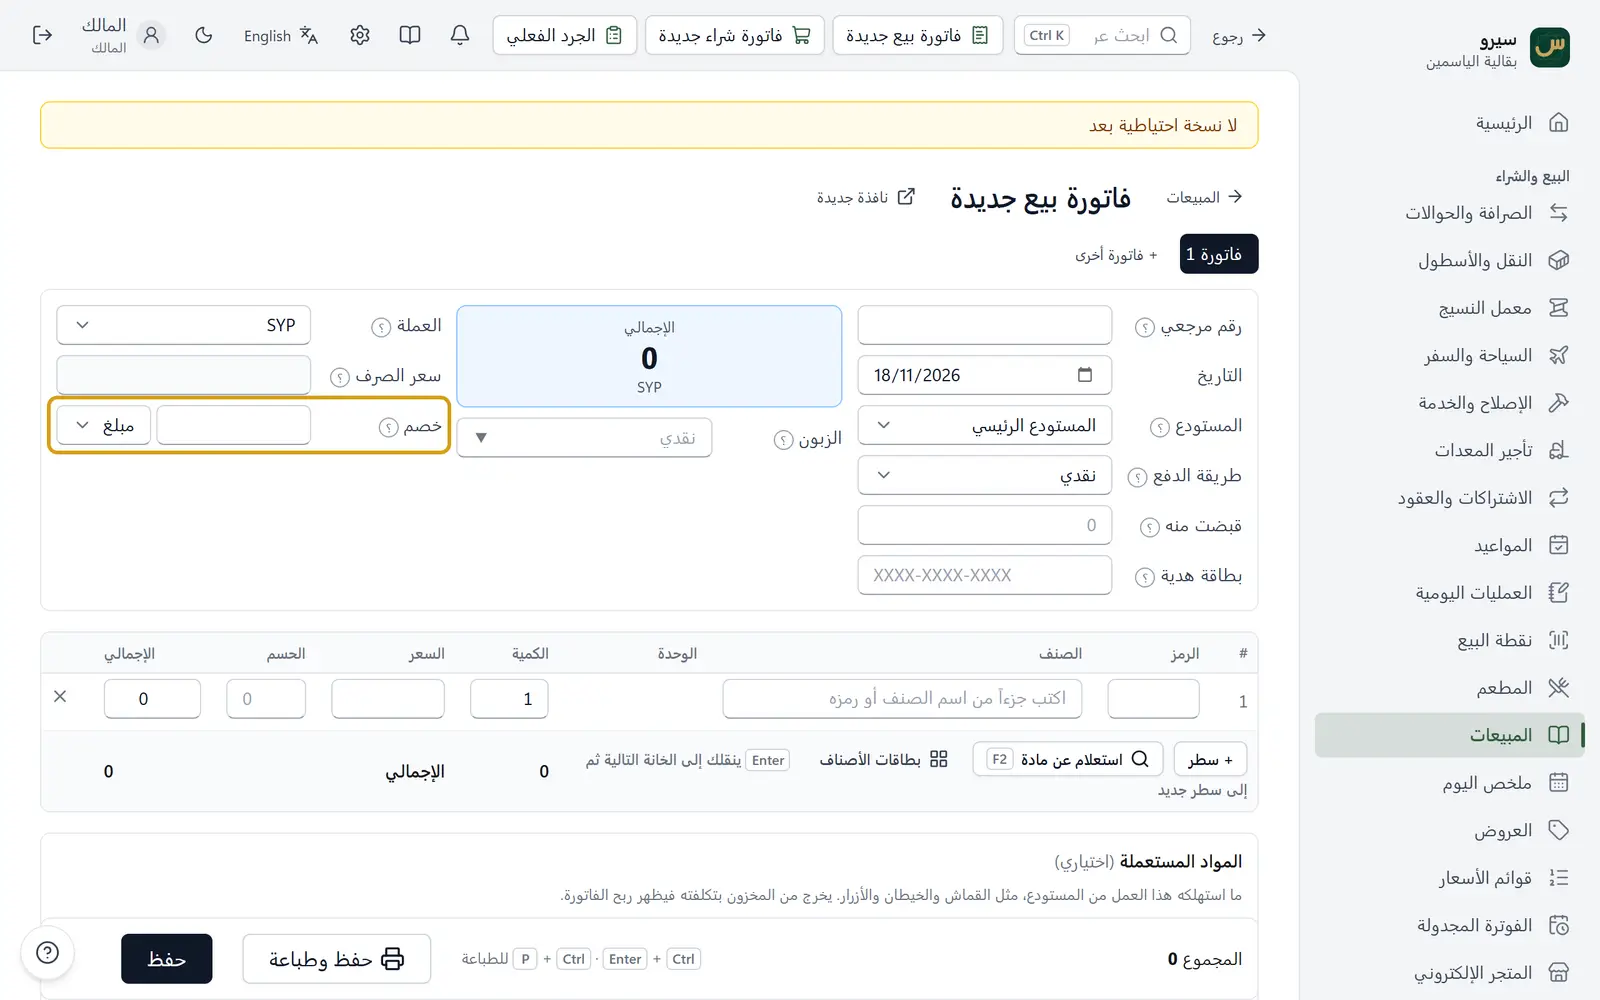 سيرو
بقالية الياسمين
رجوع
ابحث عر
Ctrl K
فاتورة بيع جديدة
فاتورة شراء جديدة
الجرد الفعلي
English
المالك
المالك
الرئيسية
البيع والشراء
الصرافة والحوالات
النقل والأسطول
معمل النسيج
السياحة والسفر
الإصلاح والخدمة
تأجير المعدات
الاشتراكات والعقود
المواعيد
العمليات اليومية
نقطة البيع
المطعم
المبيعات
ملخص اليوم
العروض
قوائم الأسعار
الفوترة المجدولة
المتجر الإلكتروني
لا نسخة احتياطية بعد
المبيعات
فاتورة بيع جديدة
نافذة جديدة
فاتورة 1
+ فاتورة أخرى
رقم مرجعي ؟
التاريخ
18/11/2026
المستودع ؟
المستودع الرئيسي
طريقة الدفع ؟
نقدي
قبضت منه ؟
0
بطاقة هدية ؟
XXXX-XXXX-XXXX
الإجمالي
0
SYP
الزبون ؟
نقدي
العملة ؟
SYP
سعر الصرف ؟
خصم ؟
مبلغ
# الرمز الصنف الوحدة الكمية السعر الحسم الإجمالي
1 اكتب جزءاً من اسم الصنف أو رمزه 1 0 0
+ سطر
استعلام عن مادة F2
بطاقات الأصناف
Enter ينقلك إلى الخانة التالية ثم
إلى سطر جديد
0
الإجمالي
0
المواد المستعملة (اختياري)
ما استهلكه هذا العمل من المستودع، مثل القماش والخيطان والأزرار. يخرج من المخزون بتكلفته فيظهر ربح الفاتورة.
المجموع 0
Ctrl + Enter · Ctrl + P للطباعة
حفظ وطباعة
حفظ